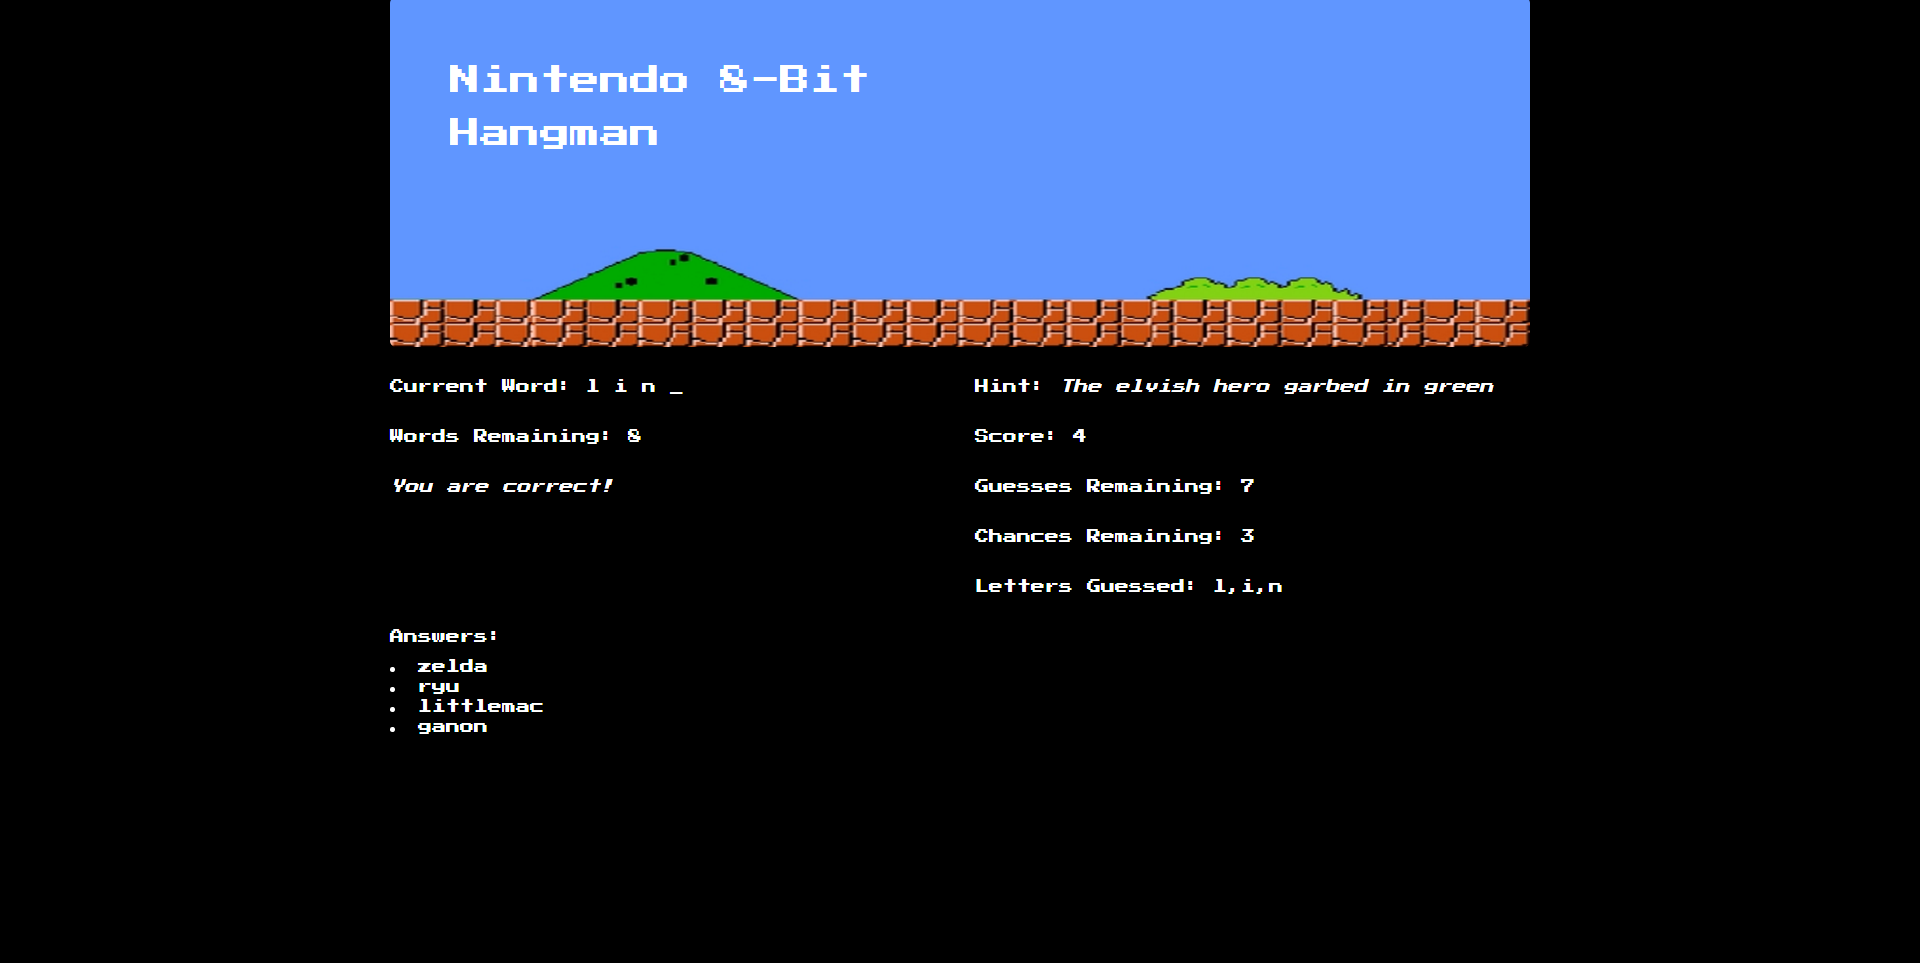 Nintendo 8-Bit
Hangman
Current Word: l i n _
Hint: The elvish hero garbed in green
Words Remaining: 8
Score: 4
You are correct!
Guesses Remaining: 7
Chances Remaining: 3
Letters Guessed: l,i,n
Answers:
• zelda
• ryu
• littlemac
• ganon